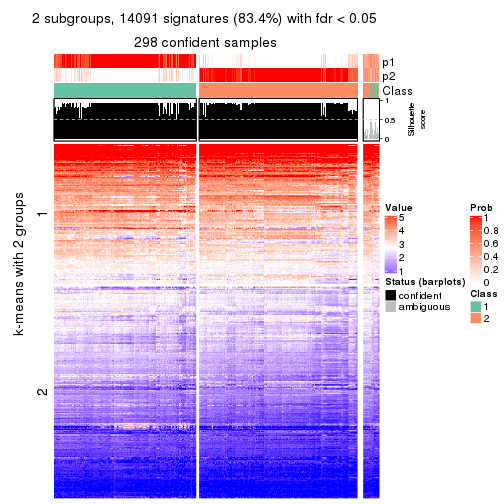 2 subgroups, 14091 signatures (83.4%) with fdr < 0.05
298 confident samples
p1
p2
Class
1
0.5
0
Silhouette
score
k-means with 2 groups
1
2
Value
5
4
3
2
1
Status (barplots)
confident
ambiguous
Prob
1
0.8
0.6
0.4
0.2
0
Class
1
2